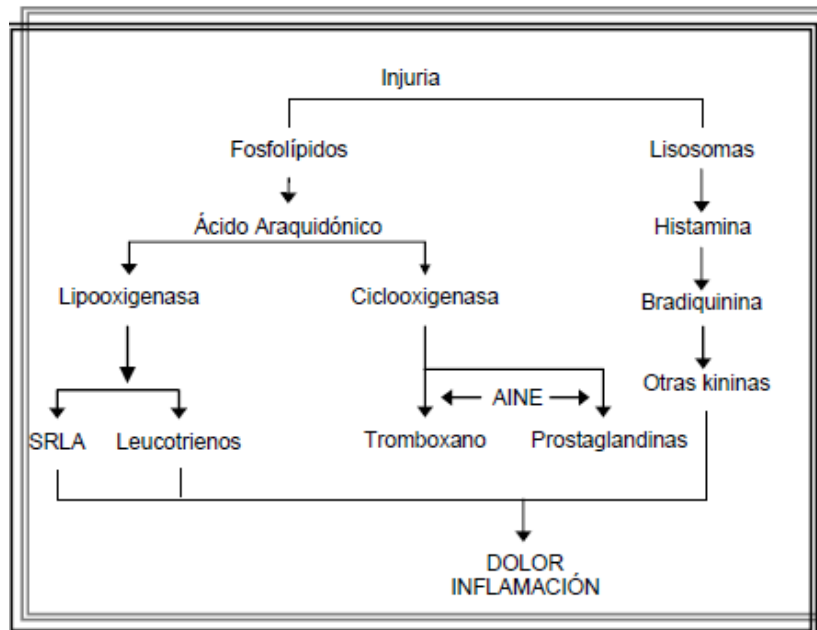 Injuria
Fosfolípidos
Lisosomas
Ácido Araquidónico
Histamina
Lipooxigenasa
Ciclooxigenasa
Bradiquinina
Otras kininas
AINE
SRLA
Leucotrienos
Tromboxano
Prostaglandinas
DOLOR
INFLAMACIÓN